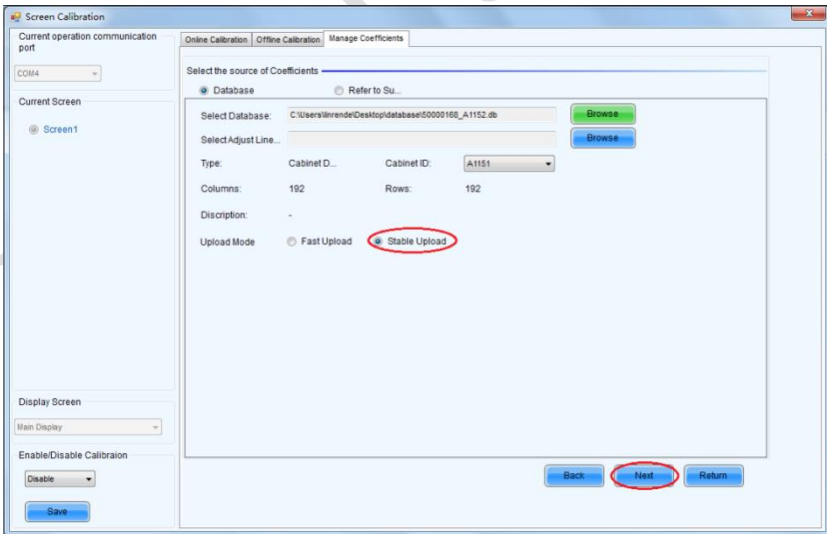 Screen Calibration
Current operation communication port
COM4
Current Screen
Screen1
Display Screen
Main Display
Enable/Disable Calibraion
Disable
Save
Online Calibration Offline Calibration Manage Coefficients
Select the source of Coefficients
Database Refer to Su...
Select Database: C:\Users\linrende\Desktop\database\50000168_A1152.db Browse
Select Adjust Line... Browse
Type: Cabinet D... Cabinet ID: A1151
Columns: 192 Rows: 192
Discription: -
Upload Mode Fast Upload Stable Upload
Back Next Return